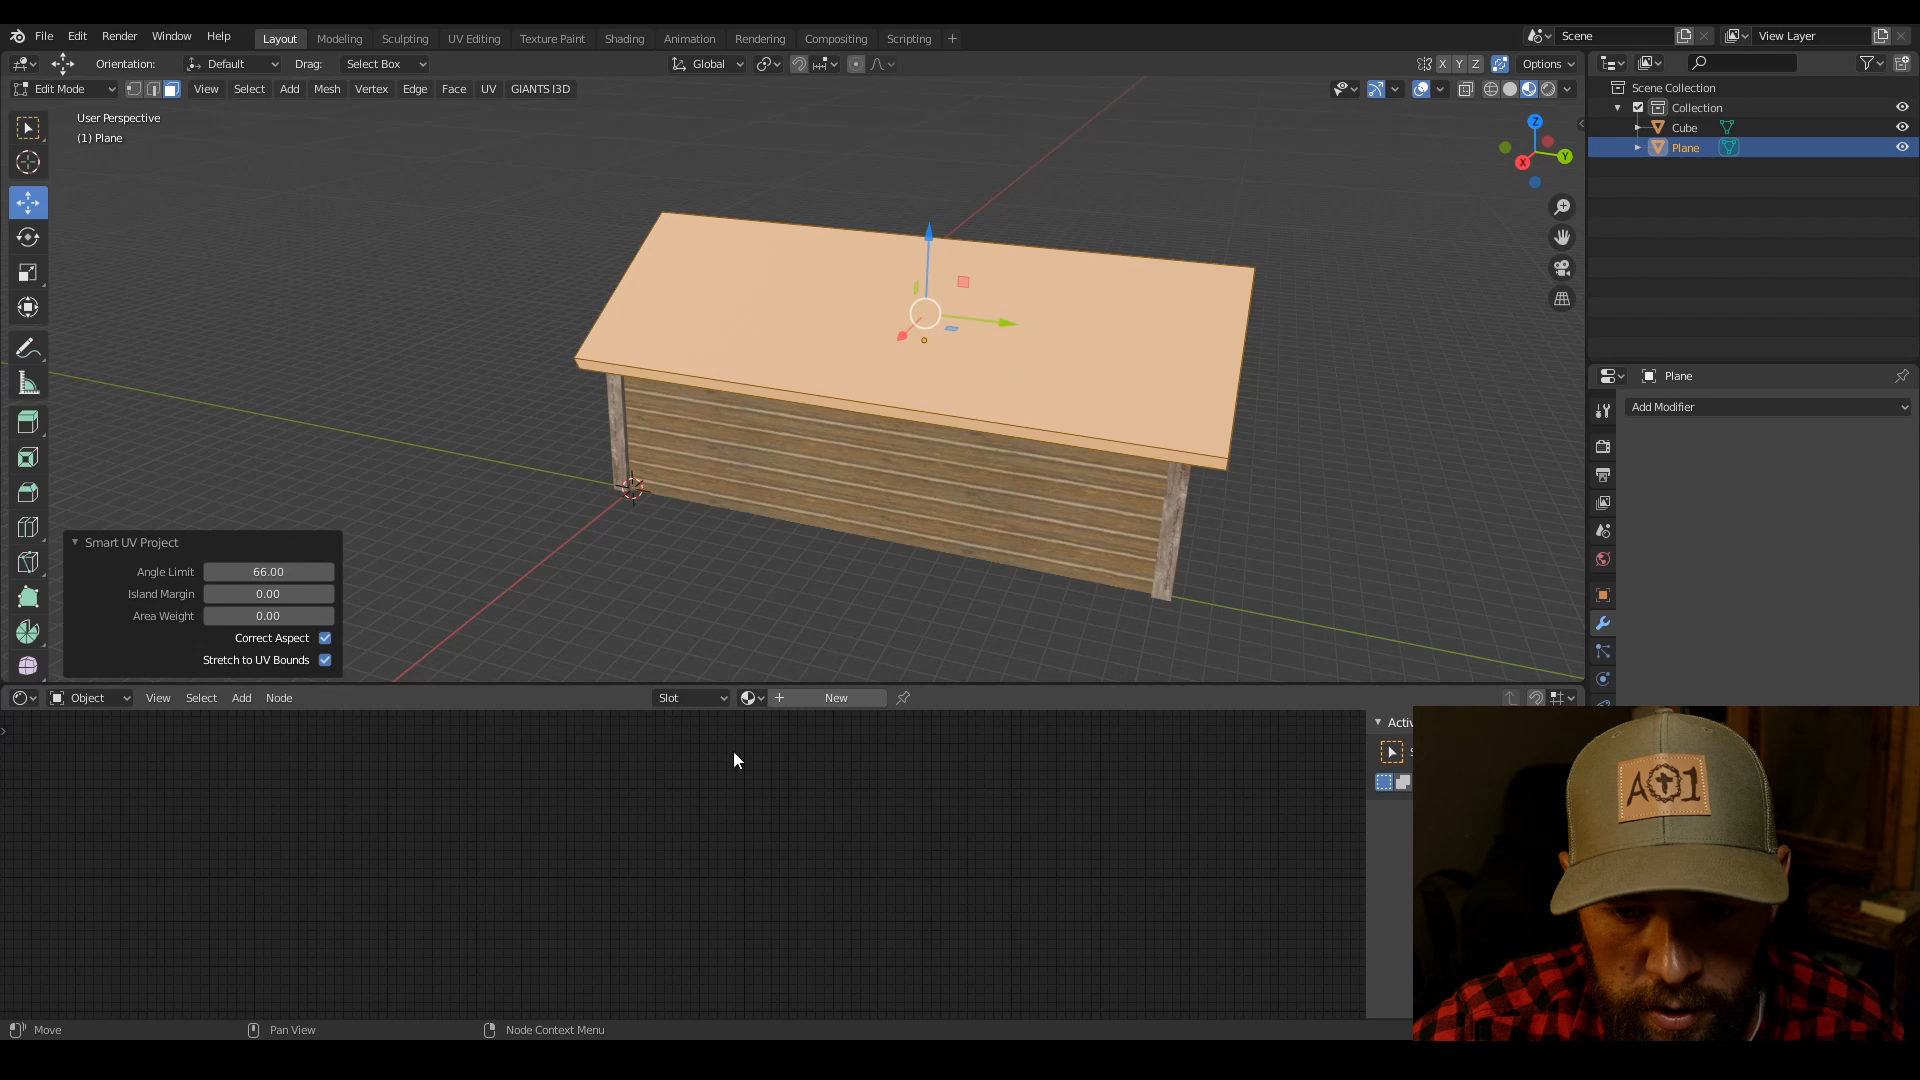 File Edit Render Window Help Layout Modeling Sculpting UV Editing Texture Paint Shading Animation Rendering Compositing Scripting + Scene View Layer
Orientation: Default Drag: Select Box Global X Y Z Options
Edit Mode View Select Add Mesh Vertex Edge Face UV GIANTS I3D
User Perspective
(1) Plane
Scene Collection
Collection
Cube
Plane
Z
Y
X
Plane
Add Modifier
Smart UV Project
Angle Limit 66.00
Island Margin 0.00
Area Weight 0.00
Correct Aspect
Stretch to UV Bounds
Object View Select Add Node Slot New
Activ
Move Pan View Node Context Menu